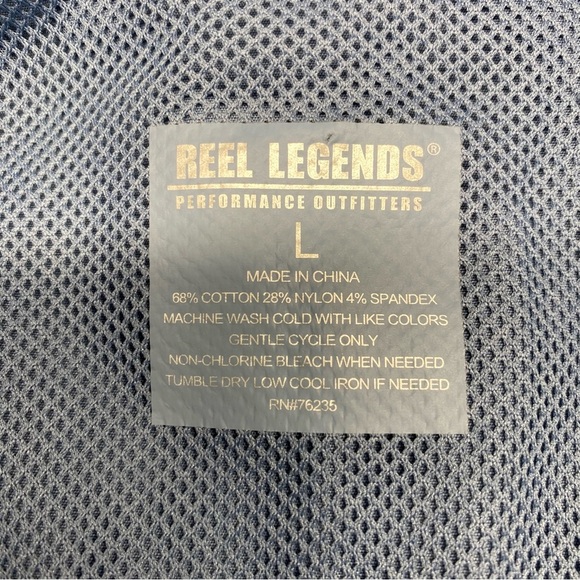 REEL LEGENDS®
PERFORMANCE OUTFITTERS
L
MADE IN CHINA
68% COTTON 28% NYLON 4% SPANDEX
MACHINE WASH COLD WITH LIKE COLORS
GENTLE CYCLE ONLY
NON-CHLORINE BLEACH WHEN NEEDED
TUMBLE DRY LOW COOL IRON IF NEEDED
RN#76235